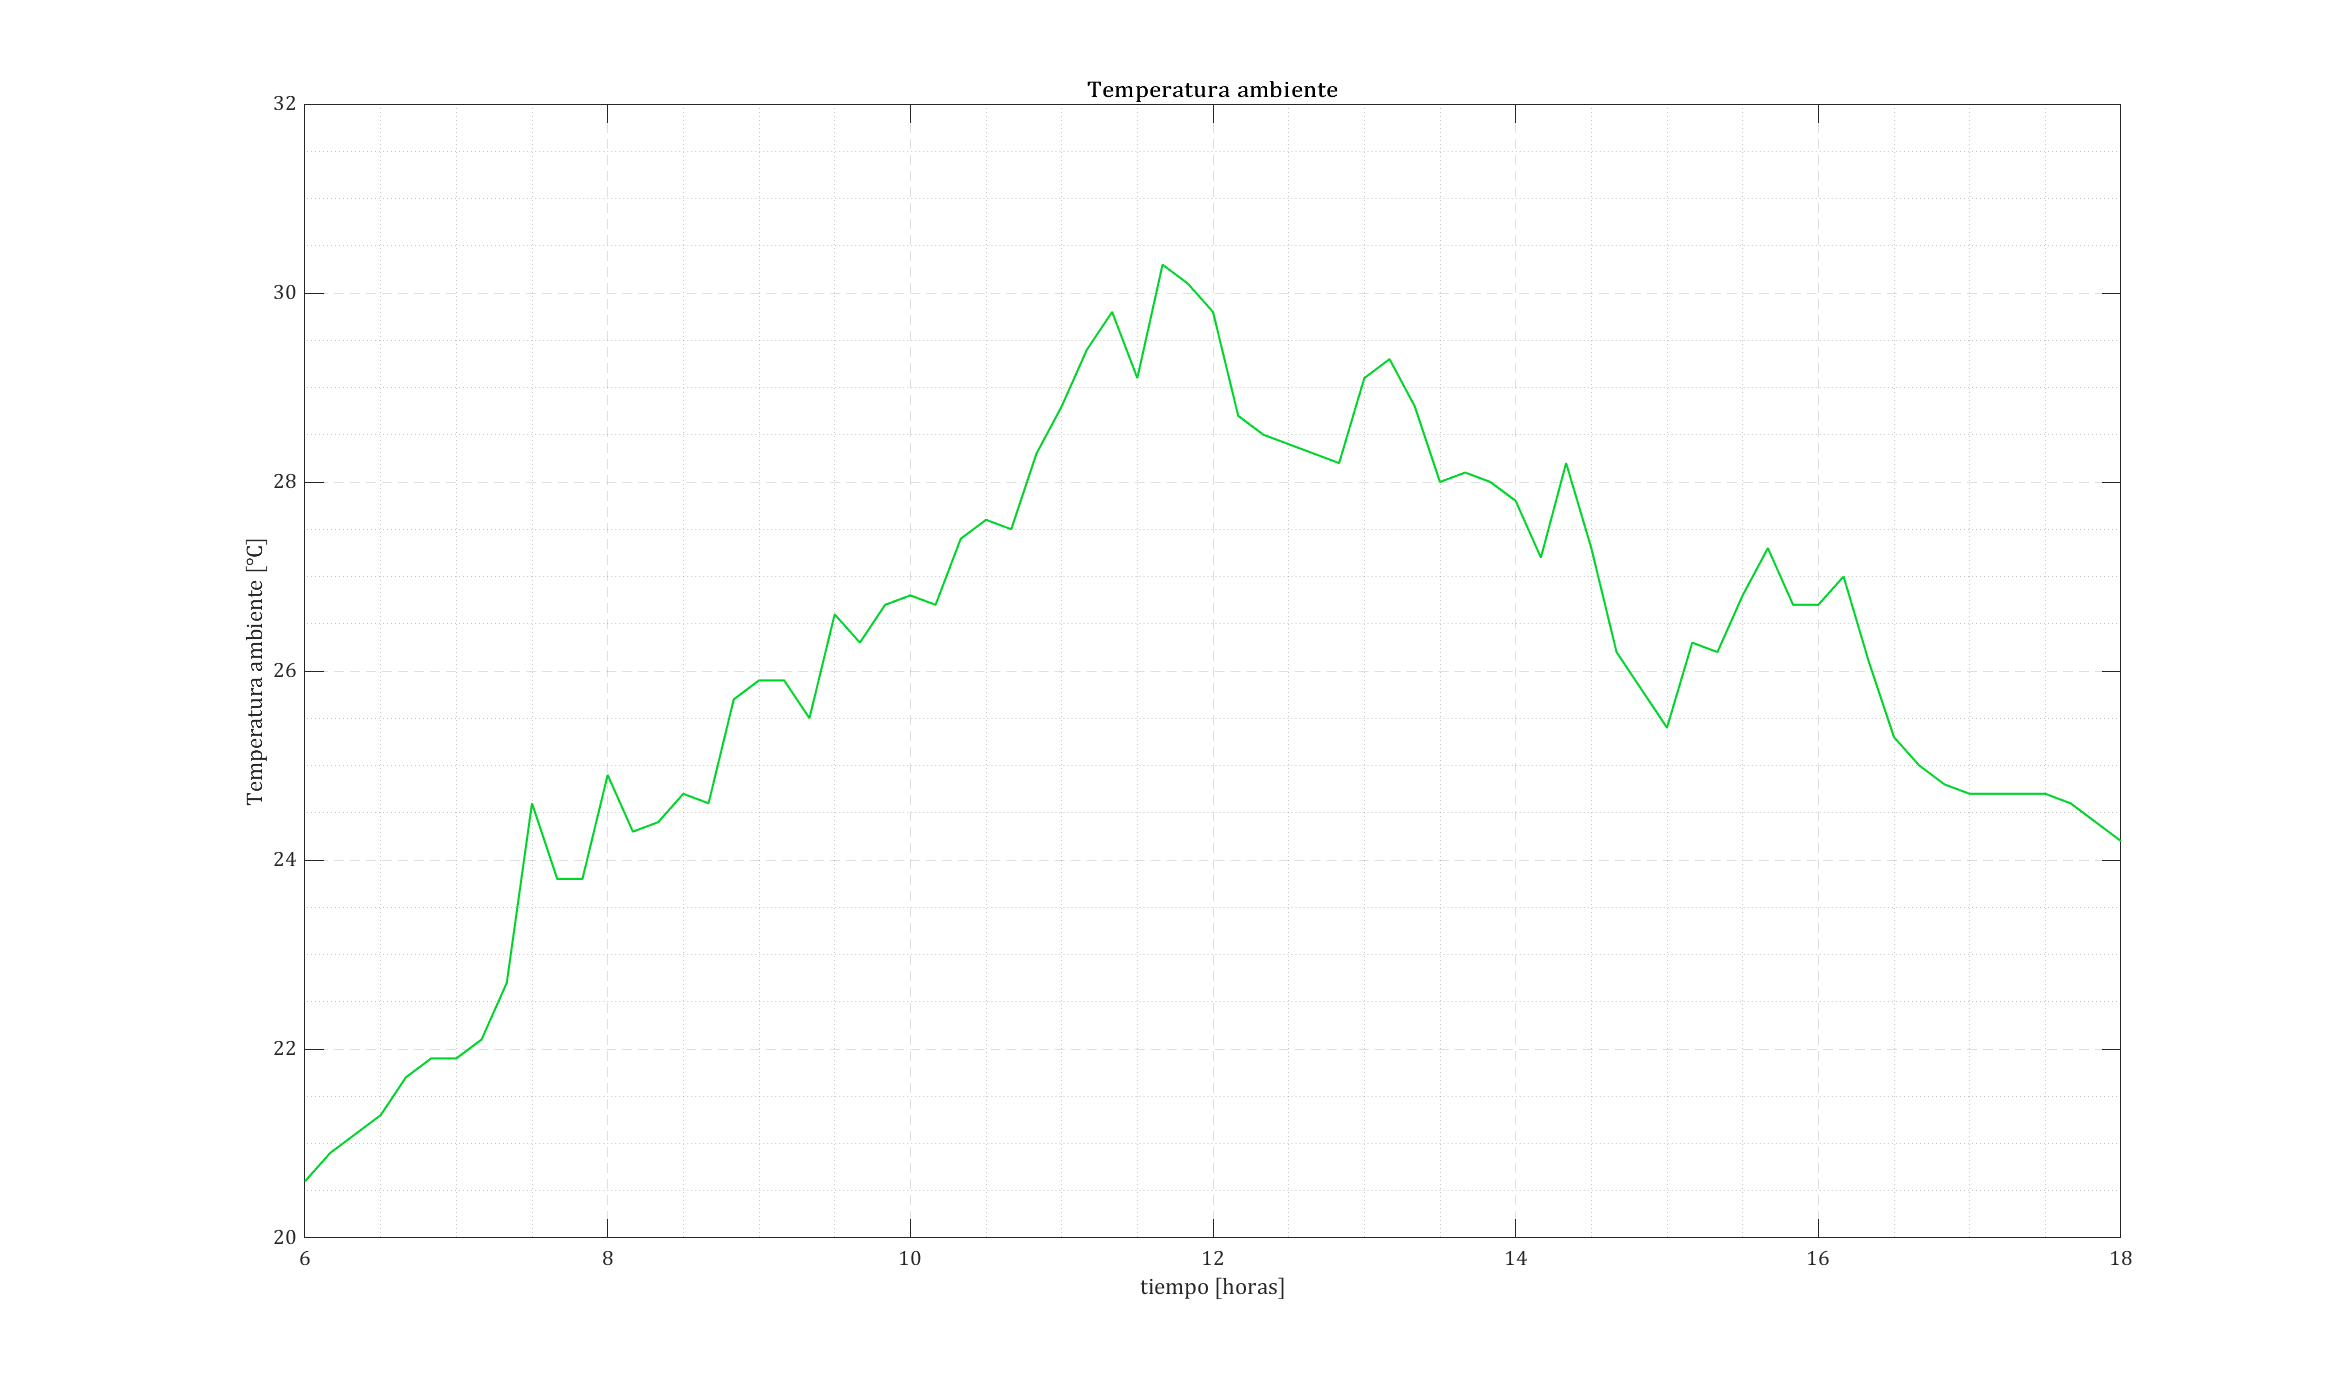 Temperatura ambiente
32
30
28
26
24
22
20
Temperatura ambiente [°C]
6 8 10 12 14 16 18
tiempo [horas]